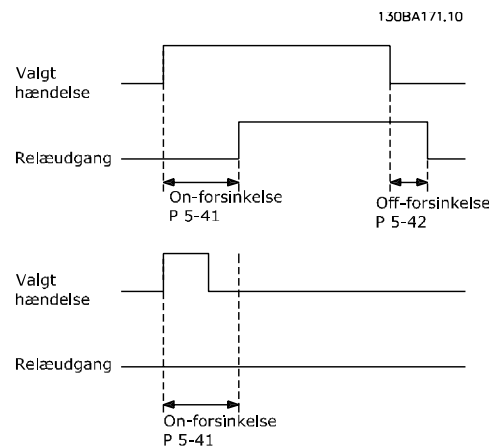 130BA171.10
Valgt
hændelse
Relæudgang
On-forsinkelse
P 5-41
Off-forsinkelse
P 5-42
Valgt
hændelse
Relæudgang
On-forsinkelse
P 5-41